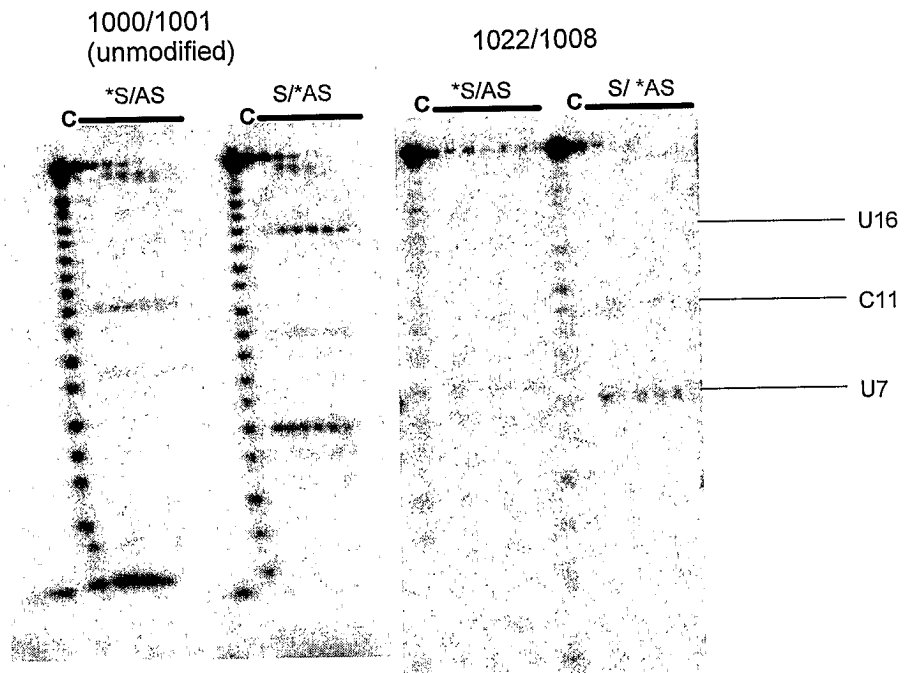 1000/1001
(unmodified)
1022/1008
*S/AS
S/*AS
*S/AS
S/ *AS
C
C
C
C
U16
C11
U7